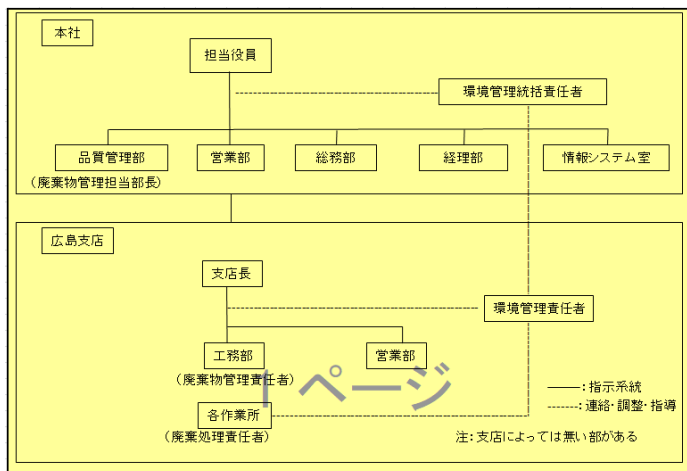 本社
担当役員
環境管理統括責任者
品質管理部 営業部 総務部 経理部 情報システム室
(廃棄物管理担当部長)
広島支店
支店長
環境管理責任者
工務部 営業部
(廃棄物管理責任者)
1 ページ
――:指示系統
各作業所 ------:連絡・調整・指導
(廃棄処理責任者) 注:支店によっては無い部がある